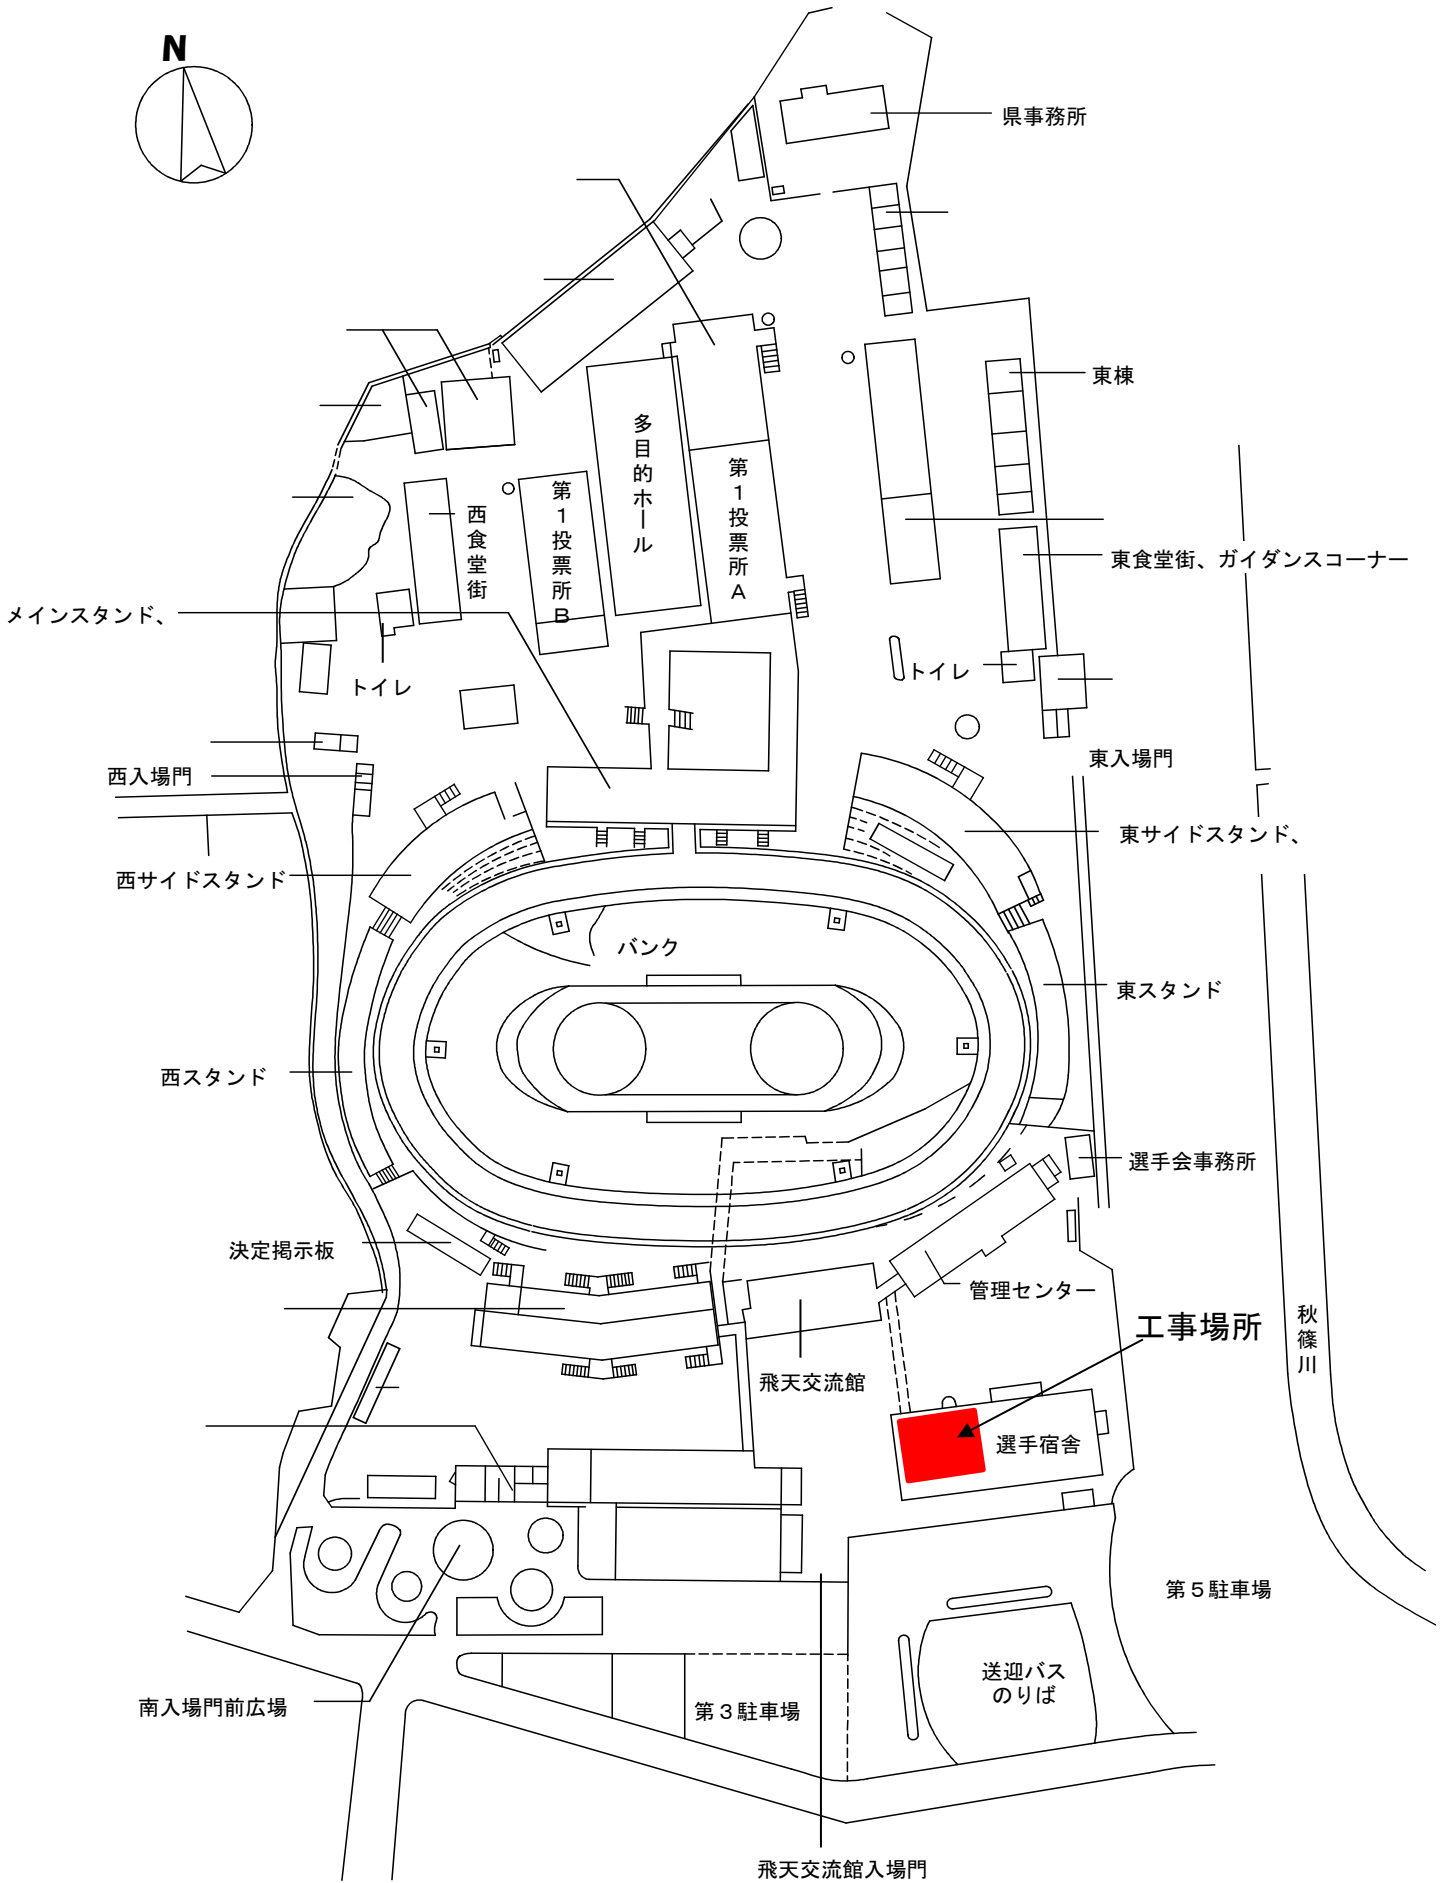 N
県事務所
東棟
多目的ホール
第1投票所A
第1投票所B
西食堂街
東食堂街、ガイダンスコーナー
メインスタンド、
トイレ
トイレ
東入場門
西入場門
東サイドスタンド、
西サイドスタンド
バンク
東スタンド
西スタンド
選手会事務所
決定掲示板
管理センター
工事場所
秋篠川
飛天交流館
選手宿舎
第5駐車場
送迎バス
のりば
南入場門前広場
第3駐車場
飛天交流館入場門